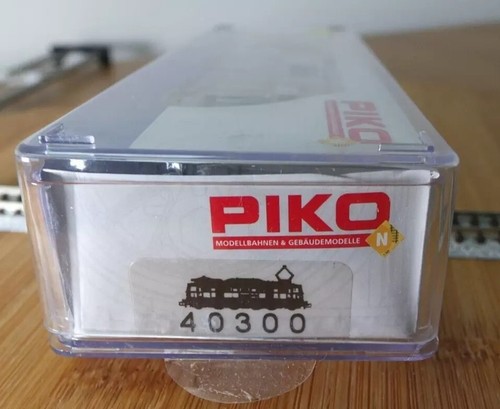 PIKO
PIKO
MODELLBAHNEN & GEBÄUDEMODELLE
N
40300